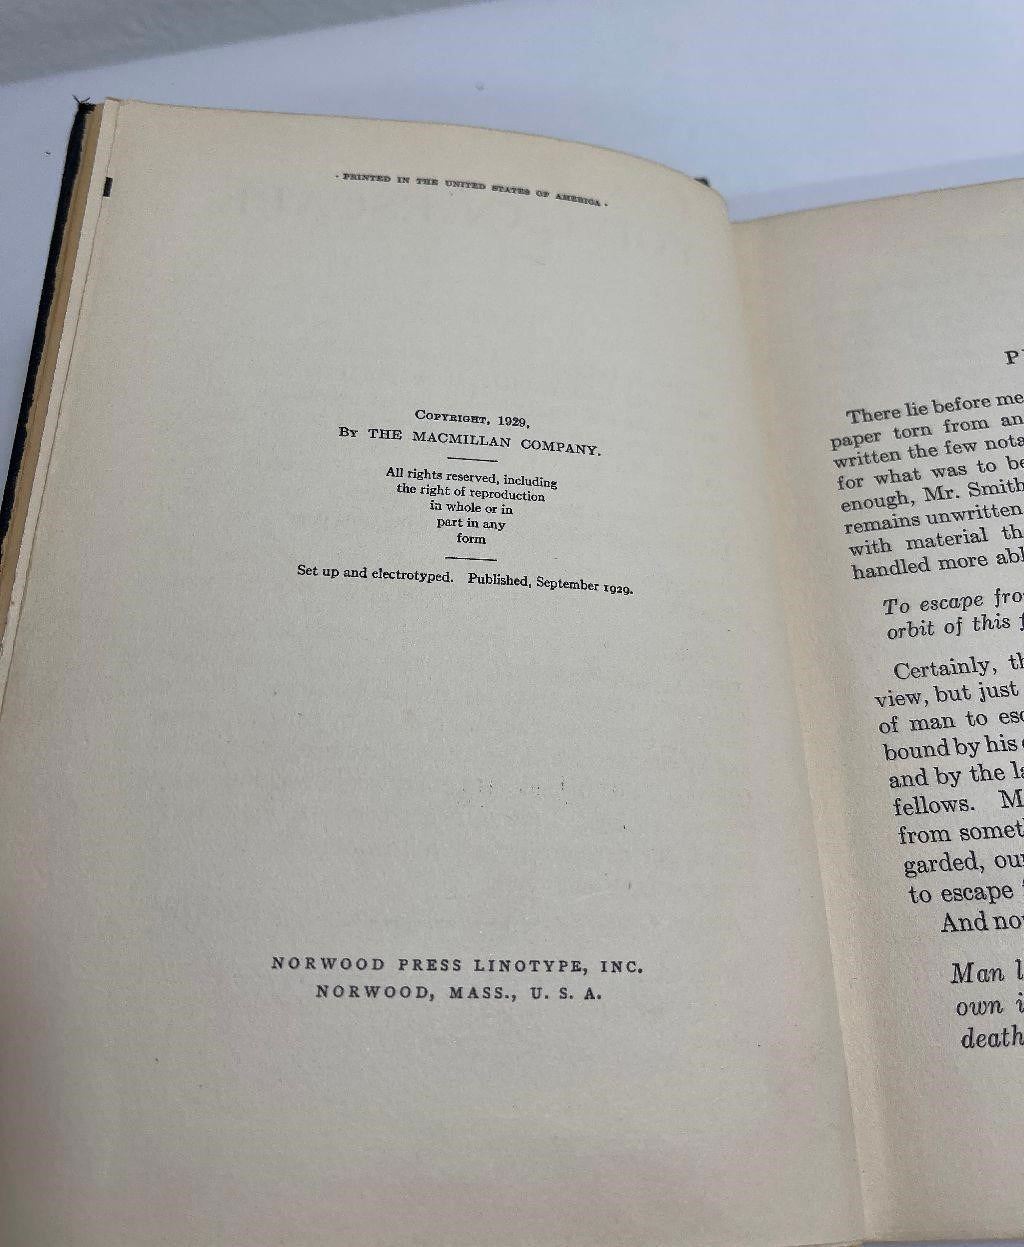 · PRINTED IN THE UNITED STATES OF AMERICA ·
COPYRIGHT, 1929,
BY THE MACMILLAN COMPANY.
All rights reserved, including
the right of reproduction
in whole or in
part in any
form
Set up and electrotyped. Published, September 1929.
NORWOOD PRESS LINOTYPE, INC.
NORWOOD, MASS., U. S. A.
P
There lie before me
paper torn from an
written the few nota
for what was to be
enough, Mr. Smith
remains unwritten
with material th
handled more abl
To escape fro
orbit of this f
Certainly, th
view, but just
of man to esc
bound by his
and by the la
fellows. M
from somet
garded, our
to escape
And no
Man l
own i
death